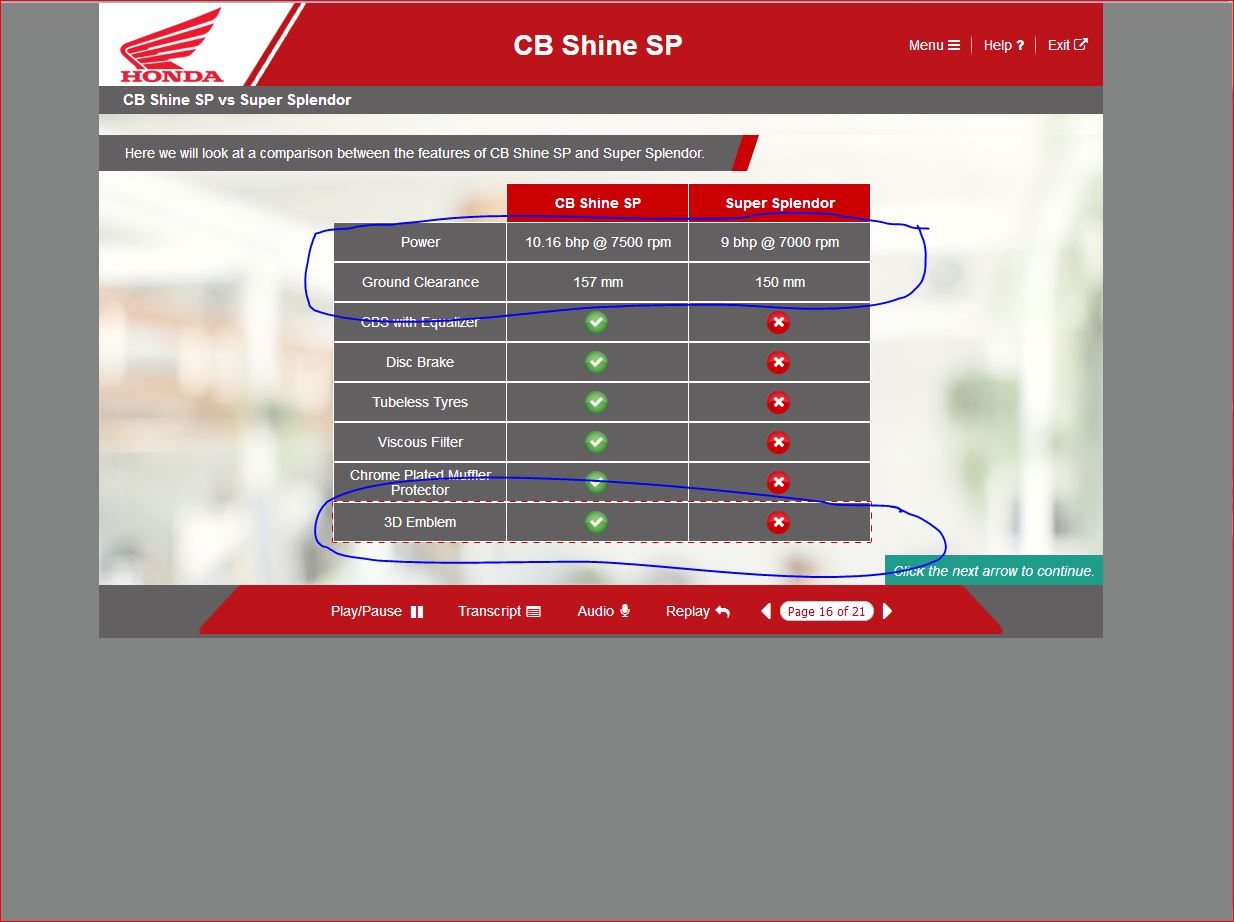 HONDA
CB Shine SP
Menu Help ? Exit
CB Shine SP vs Super Splendor
Here we will look at a comparison between the features of CB Shine SP and Super Splendor.
CB Shine SP Super Splendor
Power 10.16 bhp @ 7500 rpm 9 bhp @ 7000 rpm
Ground Clearance 157 mm 150 mm
CBS with Equalizer
Disc Brake
Tubeless Tyres
Viscous Filter
Chrome Plated Muffler
Protector
3D Emblem
Click the next arrow to continue.
Play/Pause Transcript Audio Replay Page 16 of 21